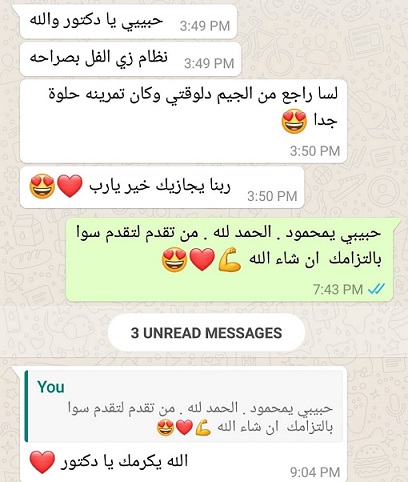 حبيبي يا دكتور والله
3:49 PM
نظام زي الفل بصراحه
3:49 PM
لسا راجع من الجيم دلوقتي وكان تمرينه حلوة
جدا 😍
3:50 PM
ربنا يجازيك خير يارب ❤️😍
3:50 PM
حبيبي يمحمود . الحمد لله . من تقدم لتقدم سوا
بالتزامك ان شاء الله 💪❤️😍
7:43 PM
3 UNREAD MESSAGES
You
حبيبي يمحمود . الحمد لله . من تقدم لتقدم سوا
بالتزامك ان شاء الله 💪❤️😍
الله يكرمك يا دكتور ❤️
9:04 PM